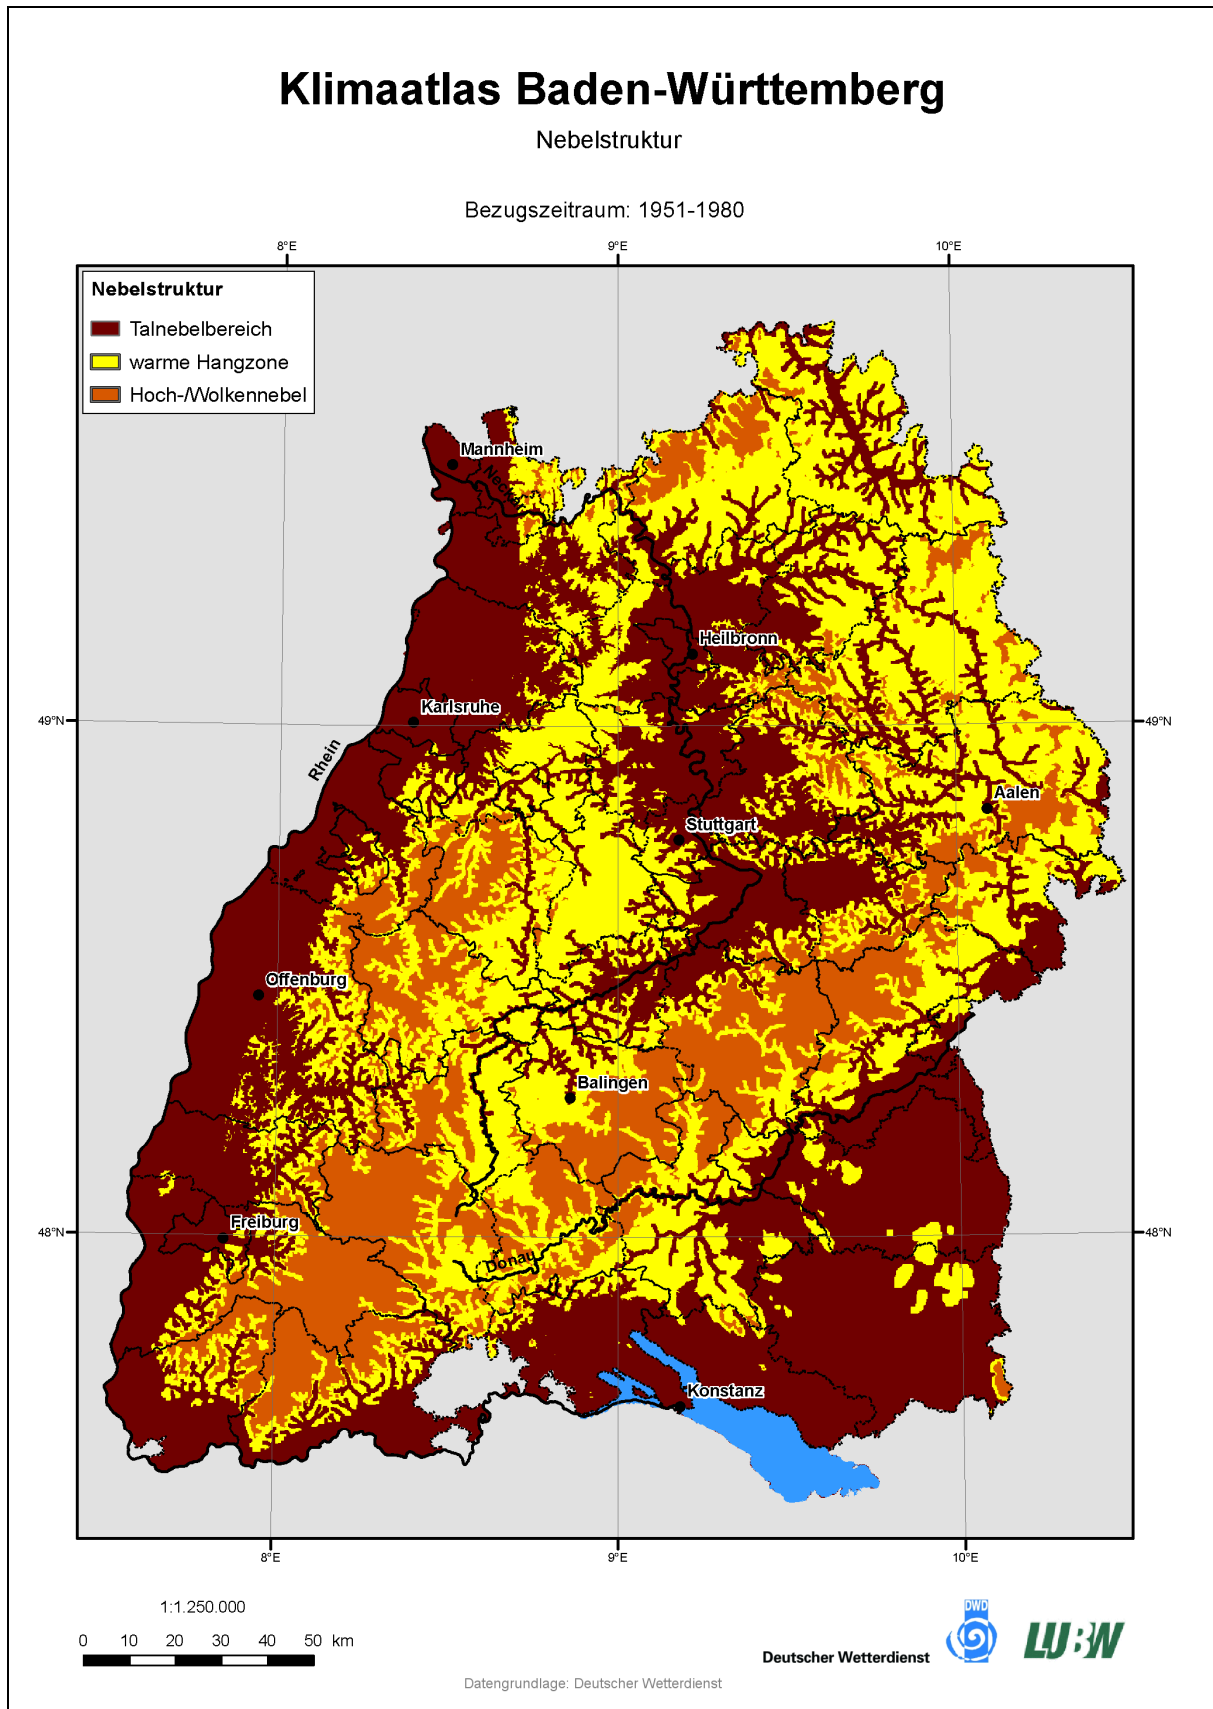 Klimaatlas Baden-Württemberg
Nebelstruktur
Bezugszeitraum: 1951-1980
8°E
9°E
10°E
Nebelstruktur
Talnebelbereich
warme Hangzone
Hoch-/Wolkennebel
Mannheim
Neckar
Heilbronn
49°N
Karlsruhe
49°N
Rhein
Aalen
Stuttgart
Offenburg
Balingen
Freiburg
48°N
48°N
Donau
Konstanz
8°E
9°E
10°E
1:1.250.000
0 10 20 30 40 50 km
DWD
Deutscher Wetterdienst
LUBW
Datengrundlage: Deutscher Wetterdienst